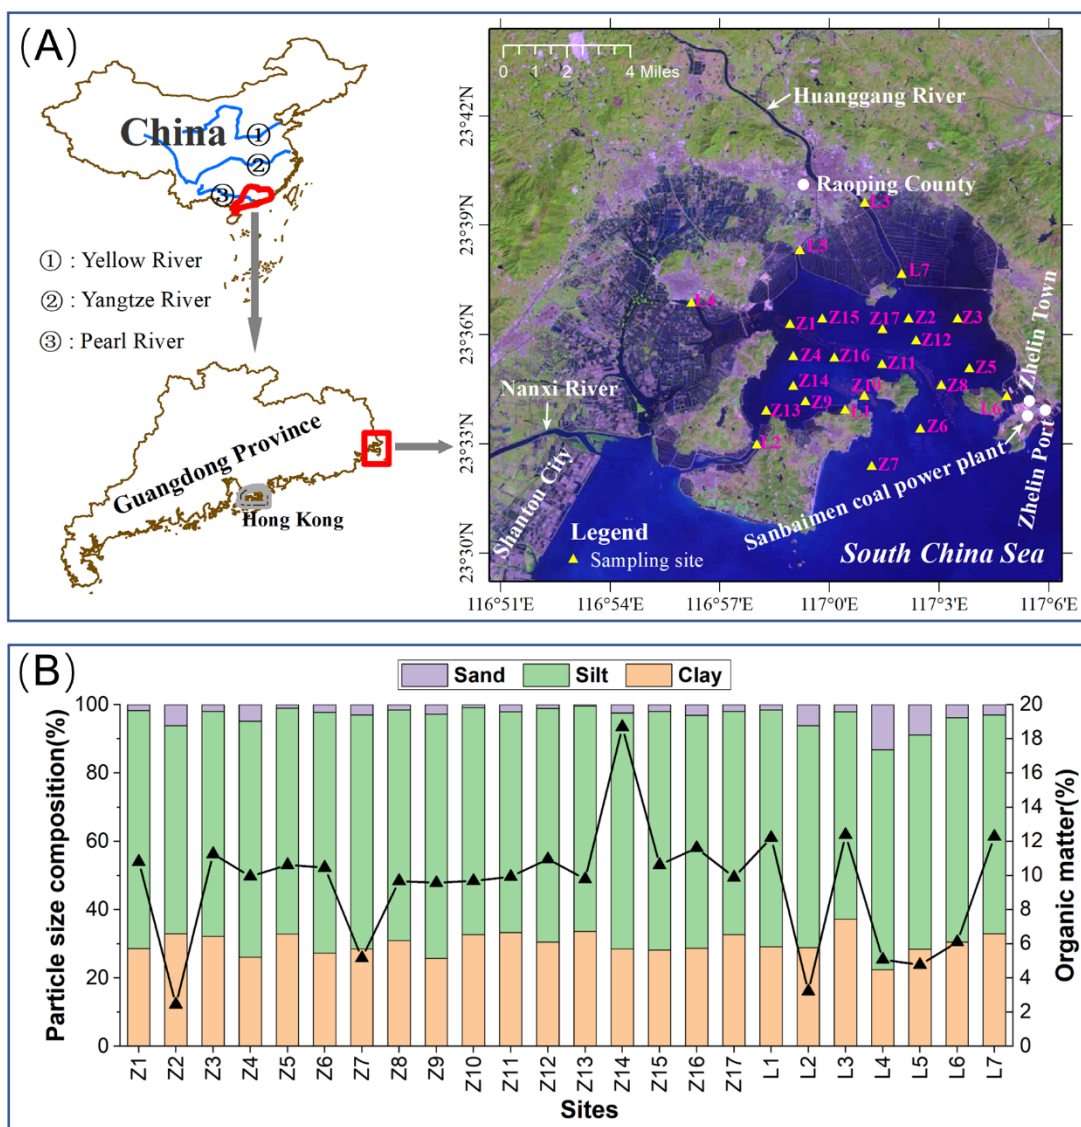 (A)
China
①
②
③
① : Yellow River
② : Yangtze River
③ : Pearl River
Guangdong Province
Hong Kong
0 1 2 4 Miles
23°42'N
23°39'N
23°36'N
23°33'N
23°30'N
Huanggang River
Raoping County
L3
L5
L7
L4
Z1
Z15
Z17
Z2
Z3
Z12
Z4
Z16
Z11
Z5
Z14
Z10
Z8
Z9
Z13
L1
L6
L2
Z6
Z7
Nanxi River
Shantou City
Zhelin Town
Zhelin Port
Sanbaimen coal power plant
Legend
Sampling site
South China Sea
116°51'E 116°54'E 116°57'E 117°0'E 117°3'E 117°6'E
(B)
Sand Silt Clay
Particle size composition(%)
100
80
60
40
20
0
Organic matter(%)
20
18
16
14
12
10
8
6
4
2
0
Z1 Z2 Z3 Z4 Z5 Z6 Z7 Z8 Z9 Z10 Z11 Z12 Z13 Z14 Z15 Z16 Z17 L1 L2 L3 L4 L5 L6 L7
Sites